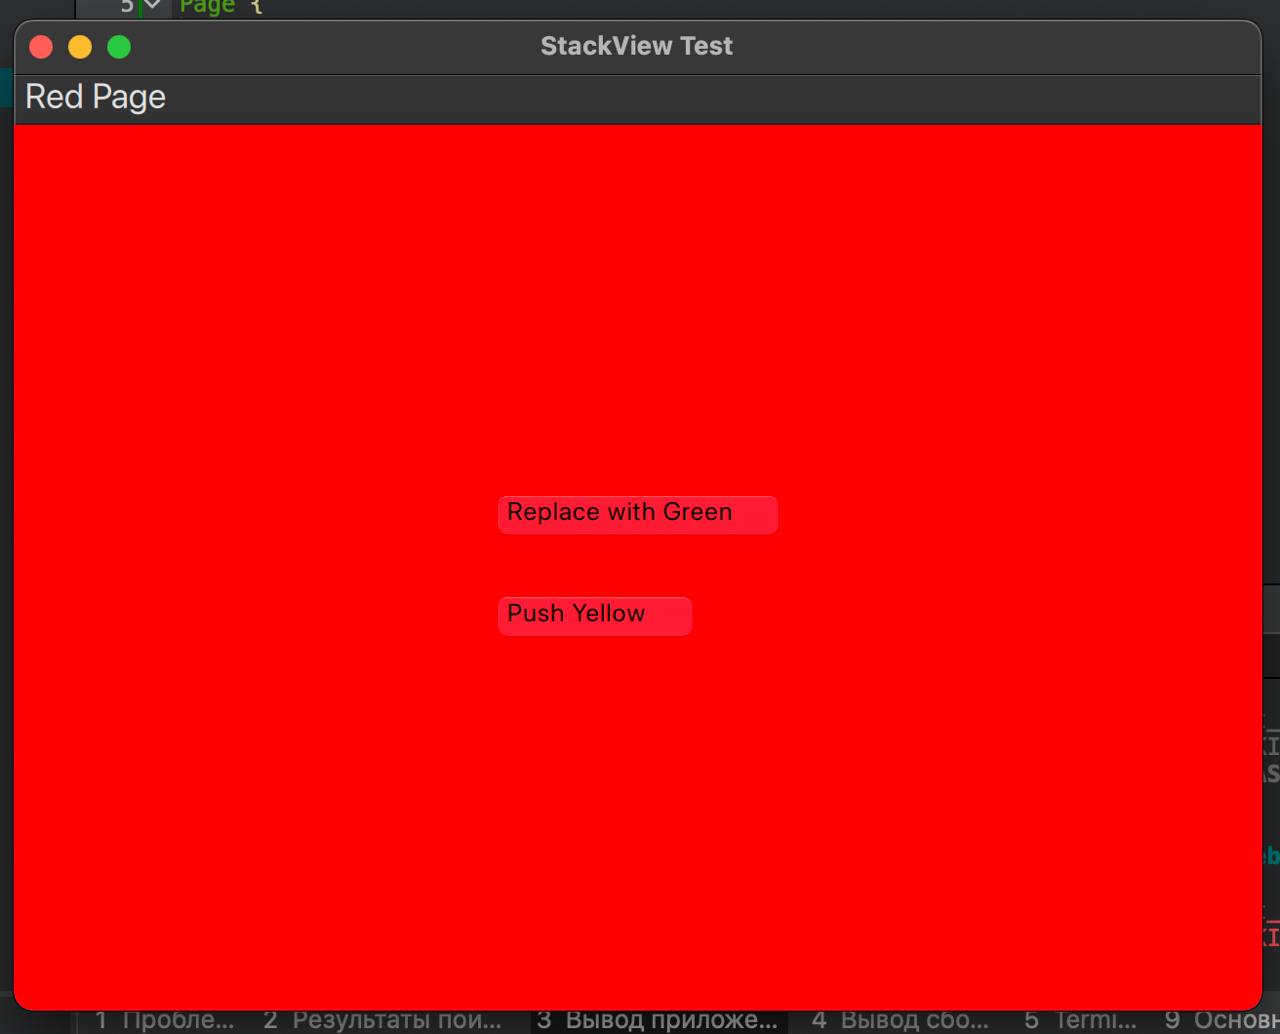 5 Page {
StackView Test
Red Page
Replace with Green
Push Yellow
1 Пробле... 2 Результаты пои... 3 Вывод приложе... 4 Вывод сбо... 5 Termi... 9